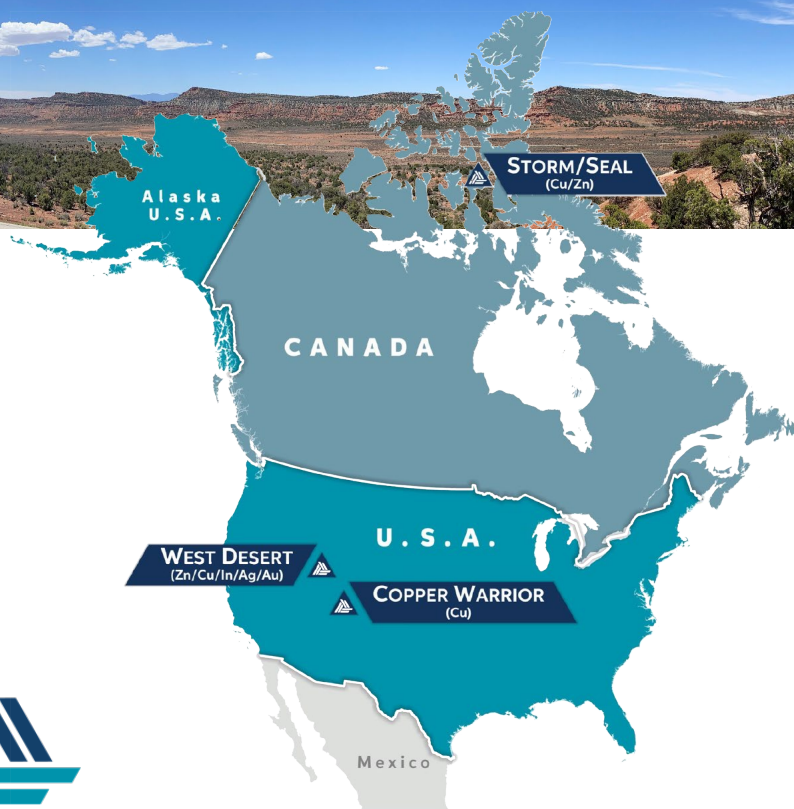 STORM/SEAL
(Cu/Zn)
Alaska
U.S.A.
CANADA
U.S.A.
WEST DESERT
(Zn/Cu/In/Ag/Au)
COPPER WARRIOR
(Cu)
Mexico